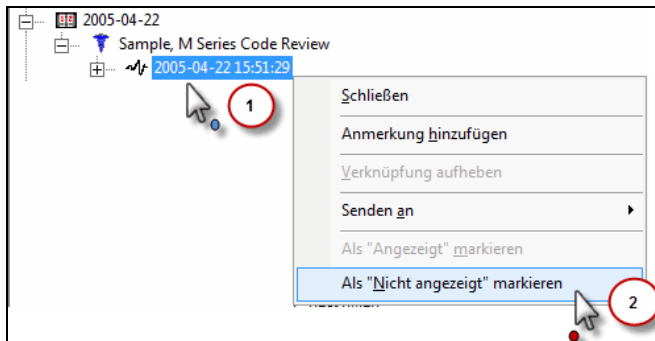 2005-04-22
Sample, M Series Code Review
2005-04-22 15:51:29
1
Schließen
Anmerkung hinzufügen
Verknüpfung aufheben
Senden an
Als "Angezeigt" markieren
Als "Nicht angezeigt" markieren
2